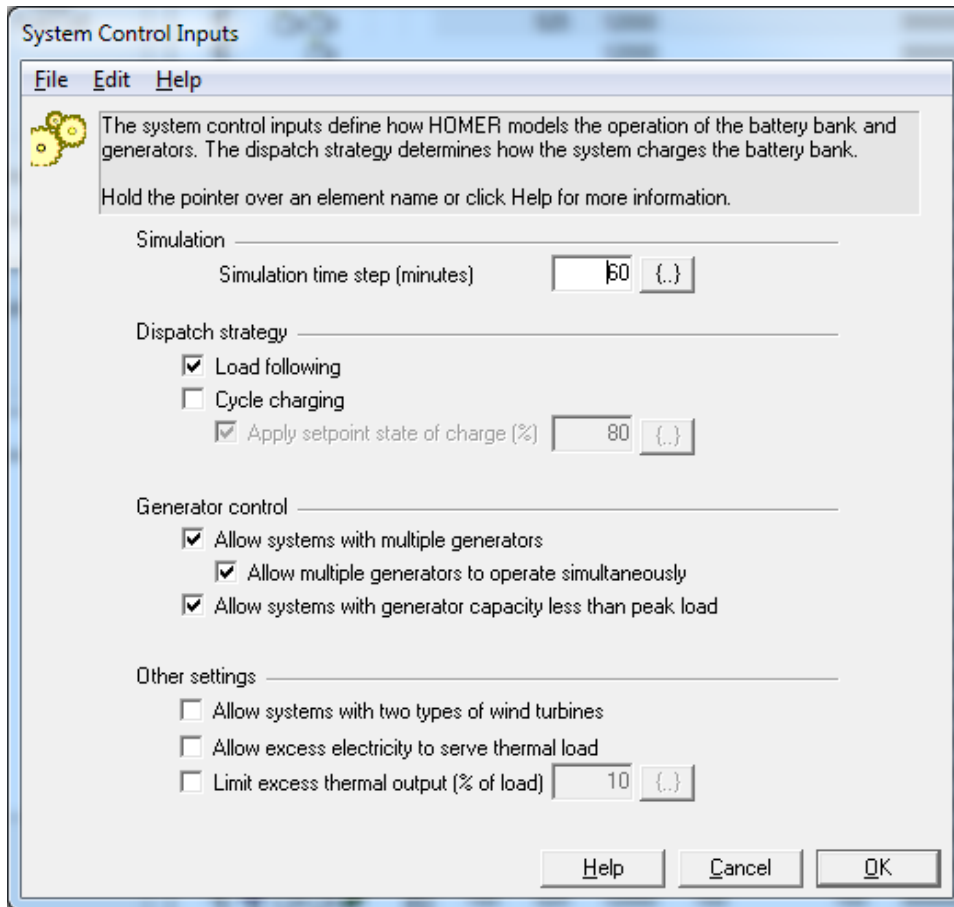 System Control Inputs
File Edit Help
The system control inputs define how HOMER models the operation of the battery bank and
generators. The dispatch strategy determines how the system charges the battery bank.
Hold the pointer over an element name or click Help for more information.
Simulation
Simulation time step (minutes) 60 {..}
Dispatch strategy
Load following
Cycle charging
Apply setpoint state of charge (%) 80 {..}
Generator control
Allow systems with multiple generators
Allow multiple generators to operate simultaneously
Allow systems with generator capacity less than peak load
Other settings
Allow systems with two types of wind turbines
Allow excess electricity to serve thermal load
Limit excess thermal output (% of load) 10 {..}
Help Cancel OK